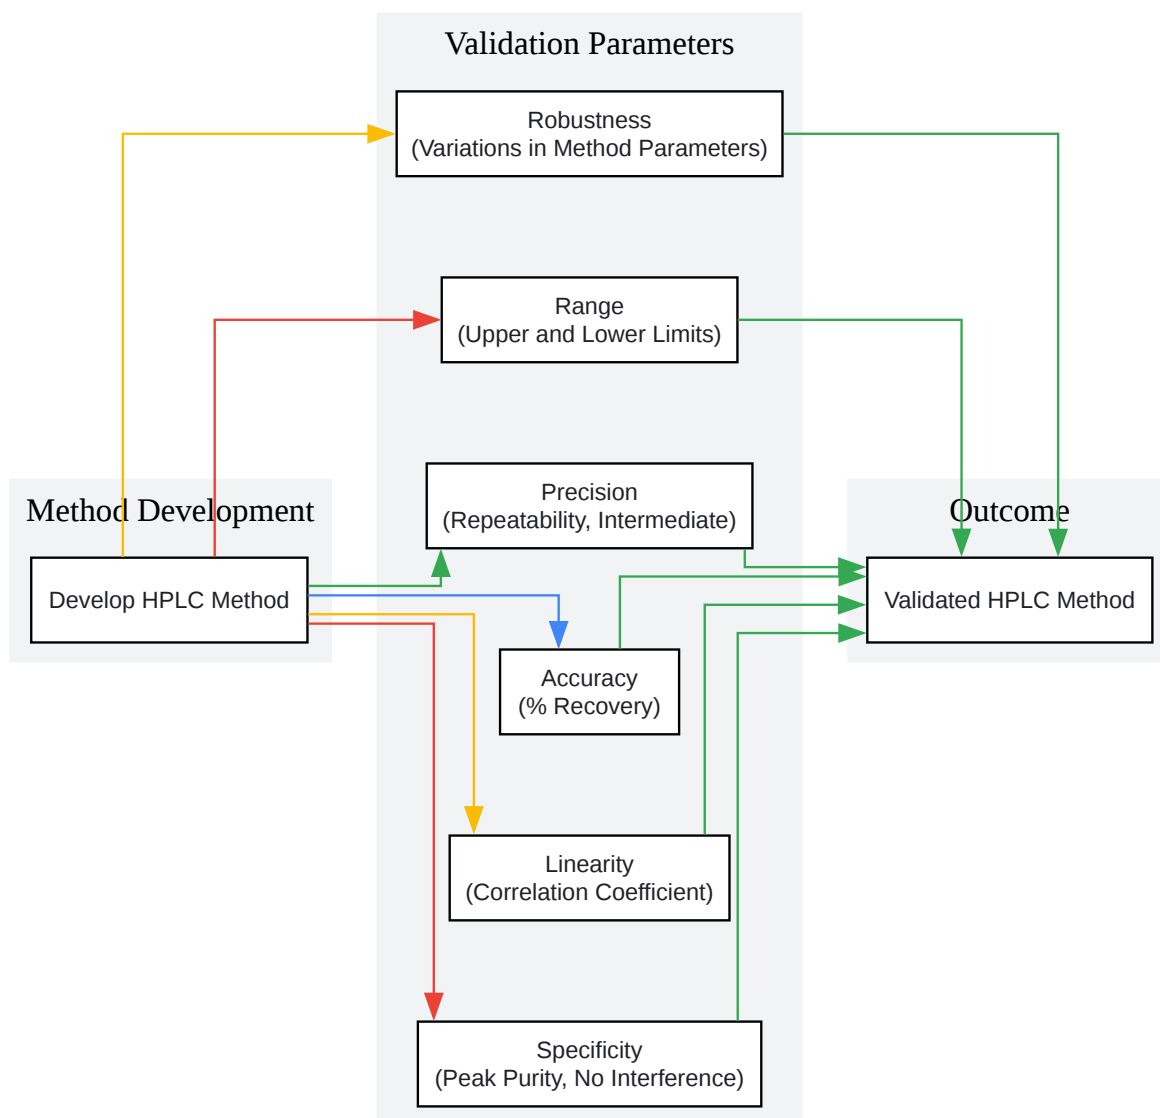 Validation Parameters
Robustness
(Variations in Method Parameters)
Range
(Upper and Lower Limits)
Precision
(Repeatability, Intermediate)
Method Development
Develop HPLC Method
Outcome
Validated HPLC Method
Accuracy
(% Recovery)
Linearity
(Correlation Coefficient)
Specificity
(Peak Purity, No Interference)